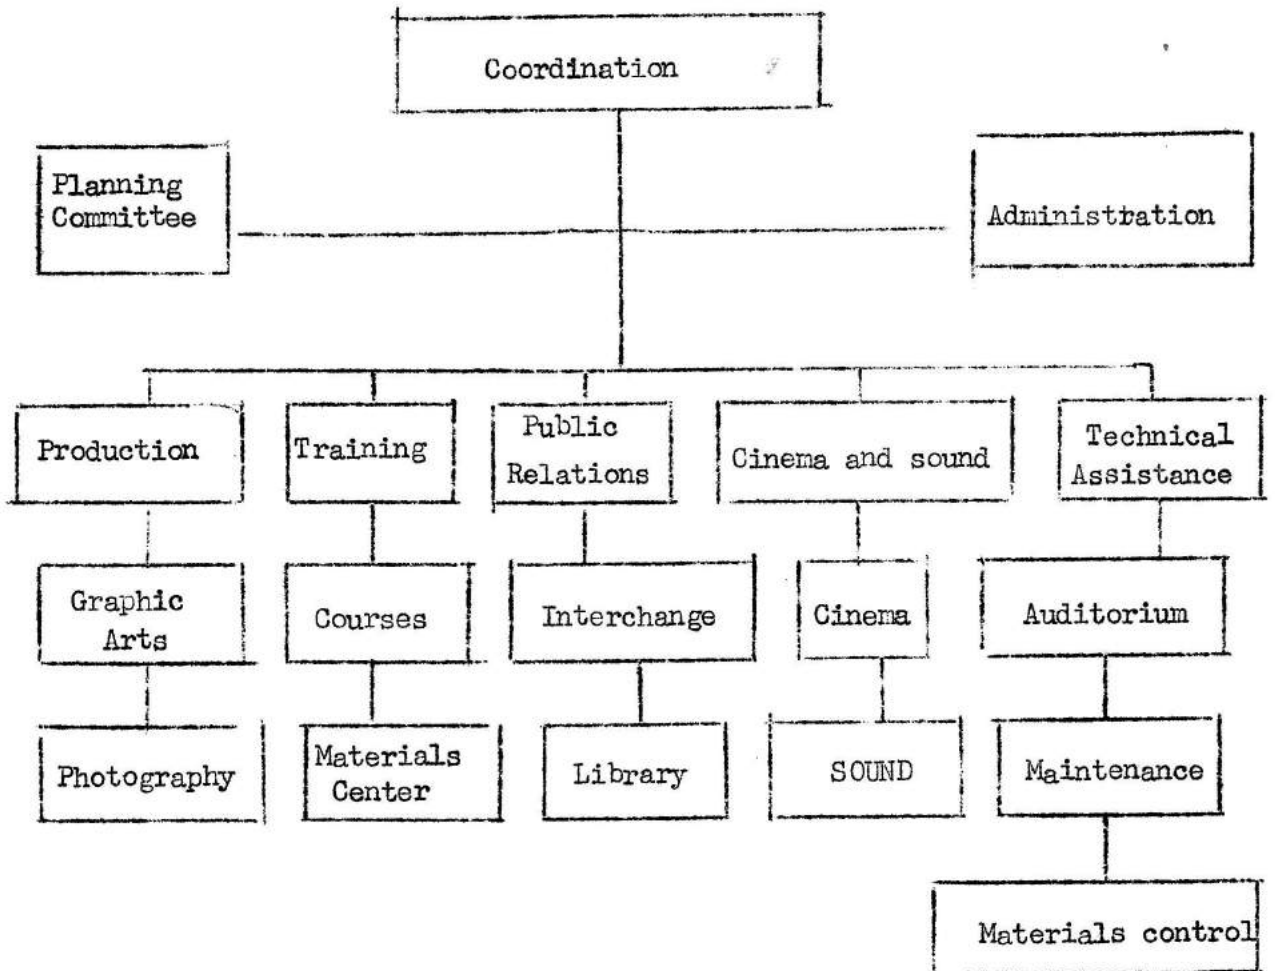 Coordination
Planning
Committee
Administration
Production
Training
Public
Relations
Cinema and sound
Technical
Assistance
Graphic
Arts
Courses
Interchange
Cinema
Auditorium
Photography
Materials
Center
Library
SOUND
Maintenance
Materials control